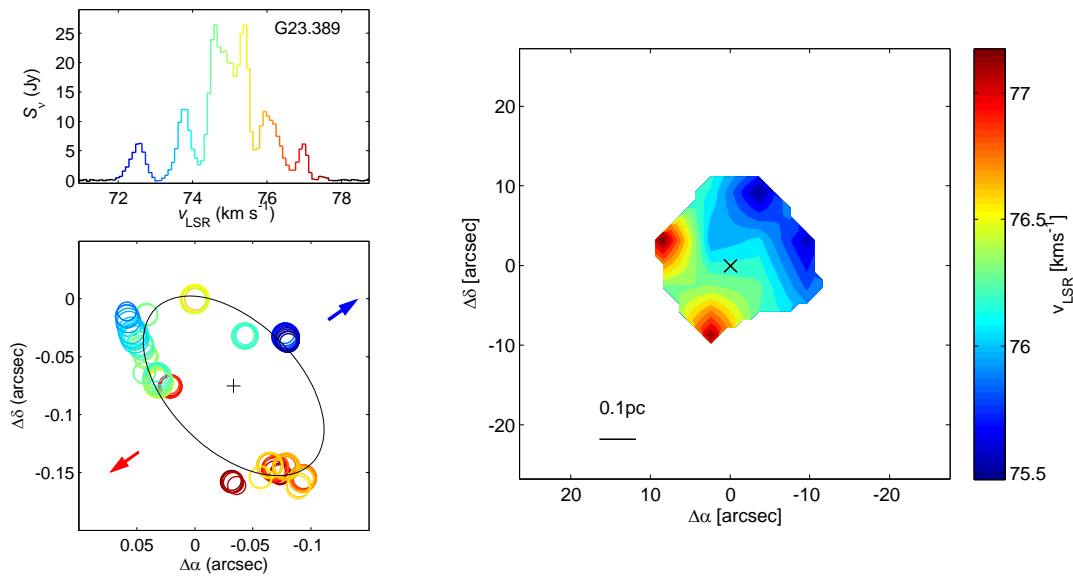 G23.389
25
20
15
10
5
0
S_ν (Jy)
72 74 76 78
v_LSR (km s⁻¹)
0
-0.05
-0.1
-0.15
Δδ (arcsec)
0.05 0 -0.05 -0.1
Δα (arcsec)
20
10
0
-10
-20
Δδ [arcsec]
0.1pc
20 10 0 -10 -20
Δα [arcsec]
77
76.5
76
75.5
v_LSR [kms⁻¹]